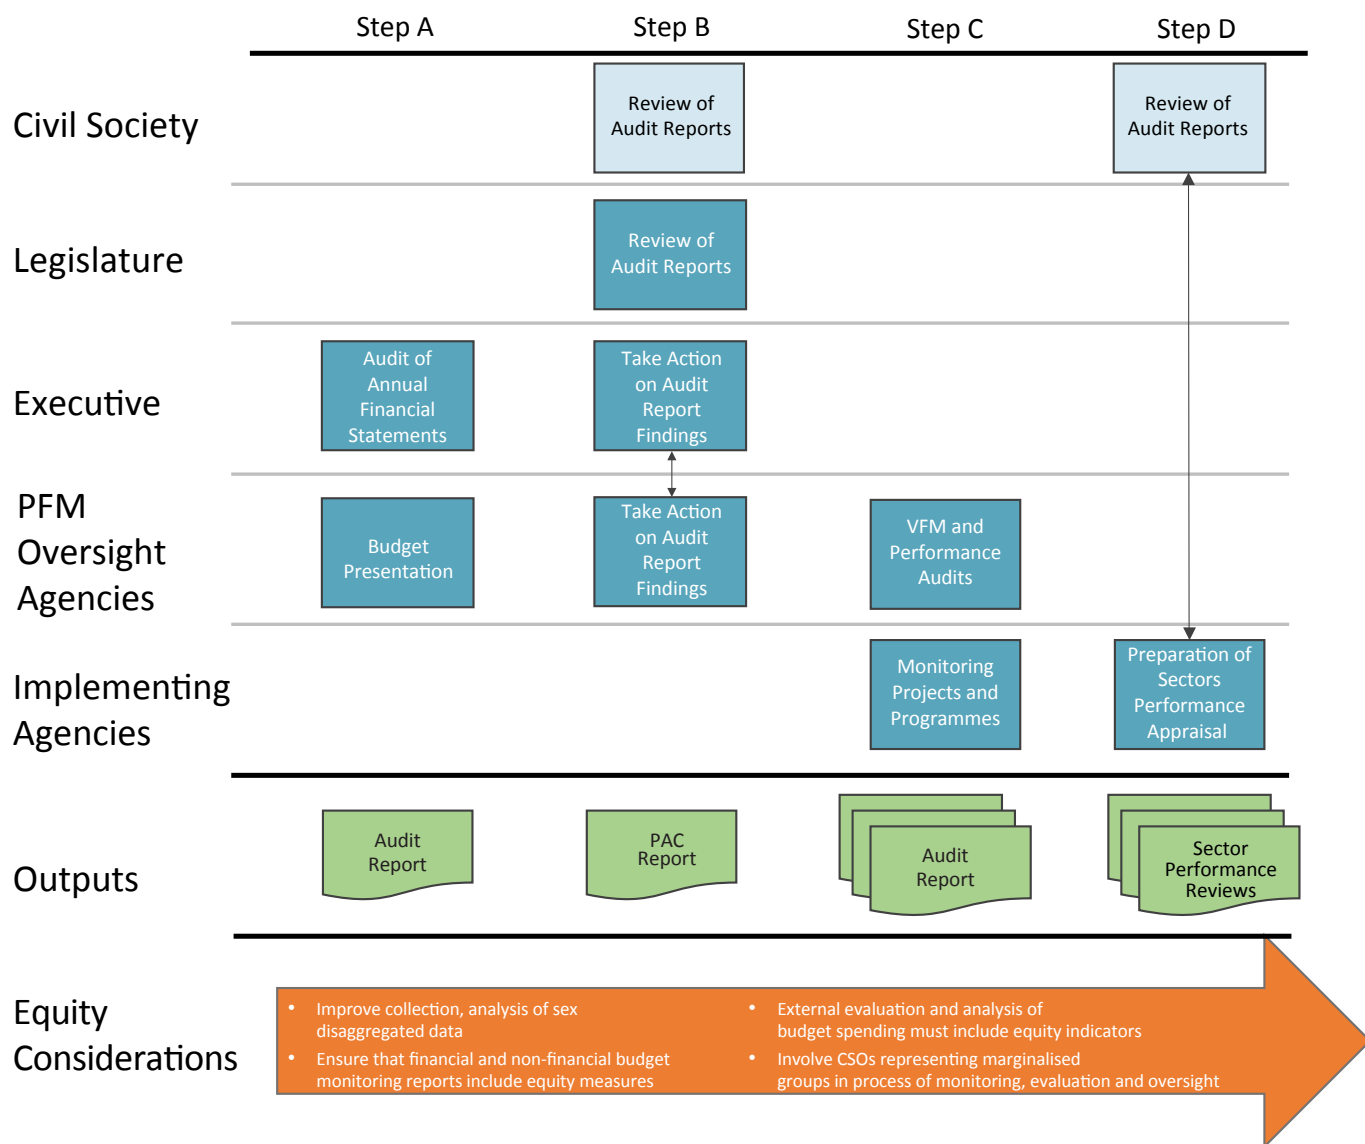 Step A
Step B
Step C
Step D
Civil Society
Review of
Audit Reports
Review of
Audit Reports
Legislature
Review of
Audit Reports
Executive
Audit of
Annual
Financial
Statements
Take Action
on Audit
Report
Findings
PFM
Oversight
Agencies
Budget
Presentation
Take Action
on Audit
Report
Findings
VFM and
Performance
Audits
Implementing
Agencies
Monitoring
Projects and
Programmes
Preparation of
Sectors
Performance
Appraisal
Outputs
Audit
Report
PAC
Report
Audit
Report
Sector
Performance
Reviews
Equity
Considerations
• Improve collection, analysis of sex
disaggregated data
• Ensure that financial and non-financial budget
monitoring reports include equity measures
• External evaluation and analysis of
budget spending must include equity indicators
• Involve CSOs representing marginalised
groups in process of monitoring, evaluation and oversight